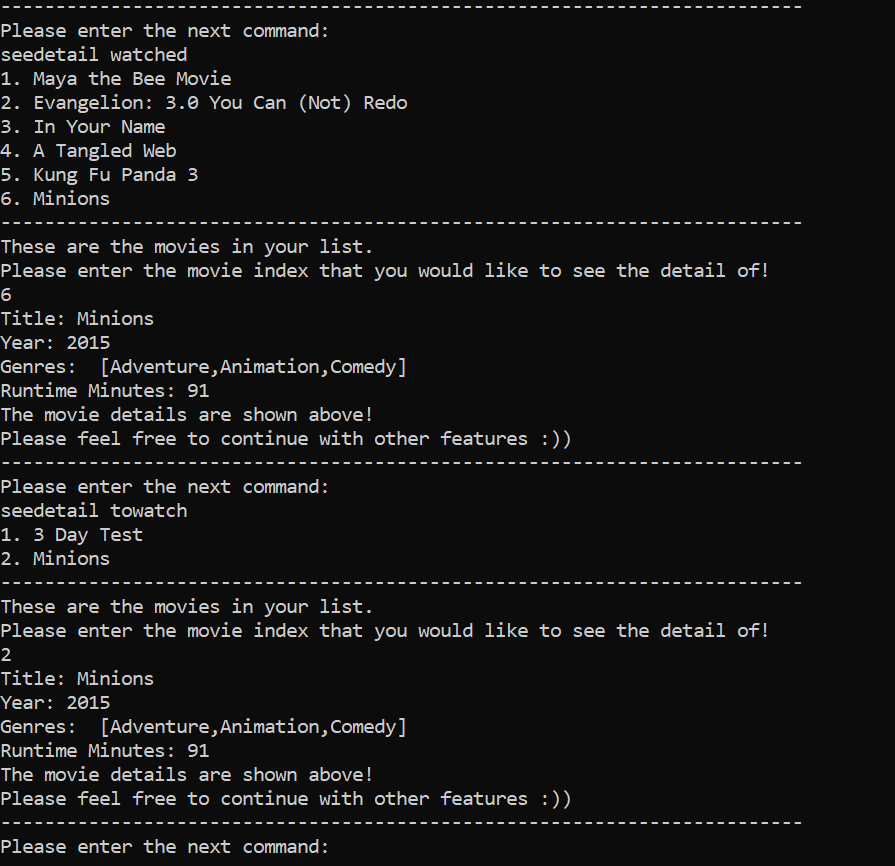 -------------------------------------------------------------------------
Please enter the next command:
seedetail watched
1. Maya the Bee Movie
2. Evangelion: 3.0 You Can (Not) Redo
3. In Your Name
4. A Tangled Web
5. Kung Fu Panda 3
6. Minions
-------------------------------------------------------------------------
These are the movies in your list.
Please enter the movie index that you would like to see the detail of!
6
Title: Minions
Year: 2015
Genres:  [Adventure,Animation,Comedy]
Runtime Minutes: 91
The movie details are shown above!
Please feel free to continue with other features :))
-------------------------------------------------------------------------
Please enter the next command:
seedetail towatch
1. 3 Day Test
2. Minions
-------------------------------------------------------------------------
These are the movies in your list.
Please enter the movie index that you would like to see the detail of!
2
Title: Minions
Year: 2015
Genres:  [Adventure,Animation,Comedy]
Runtime Minutes: 91
The movie details are shown above!
Please feel free to continue with other features :))
-------------------------------------------------------------------------
Please enter the next command: